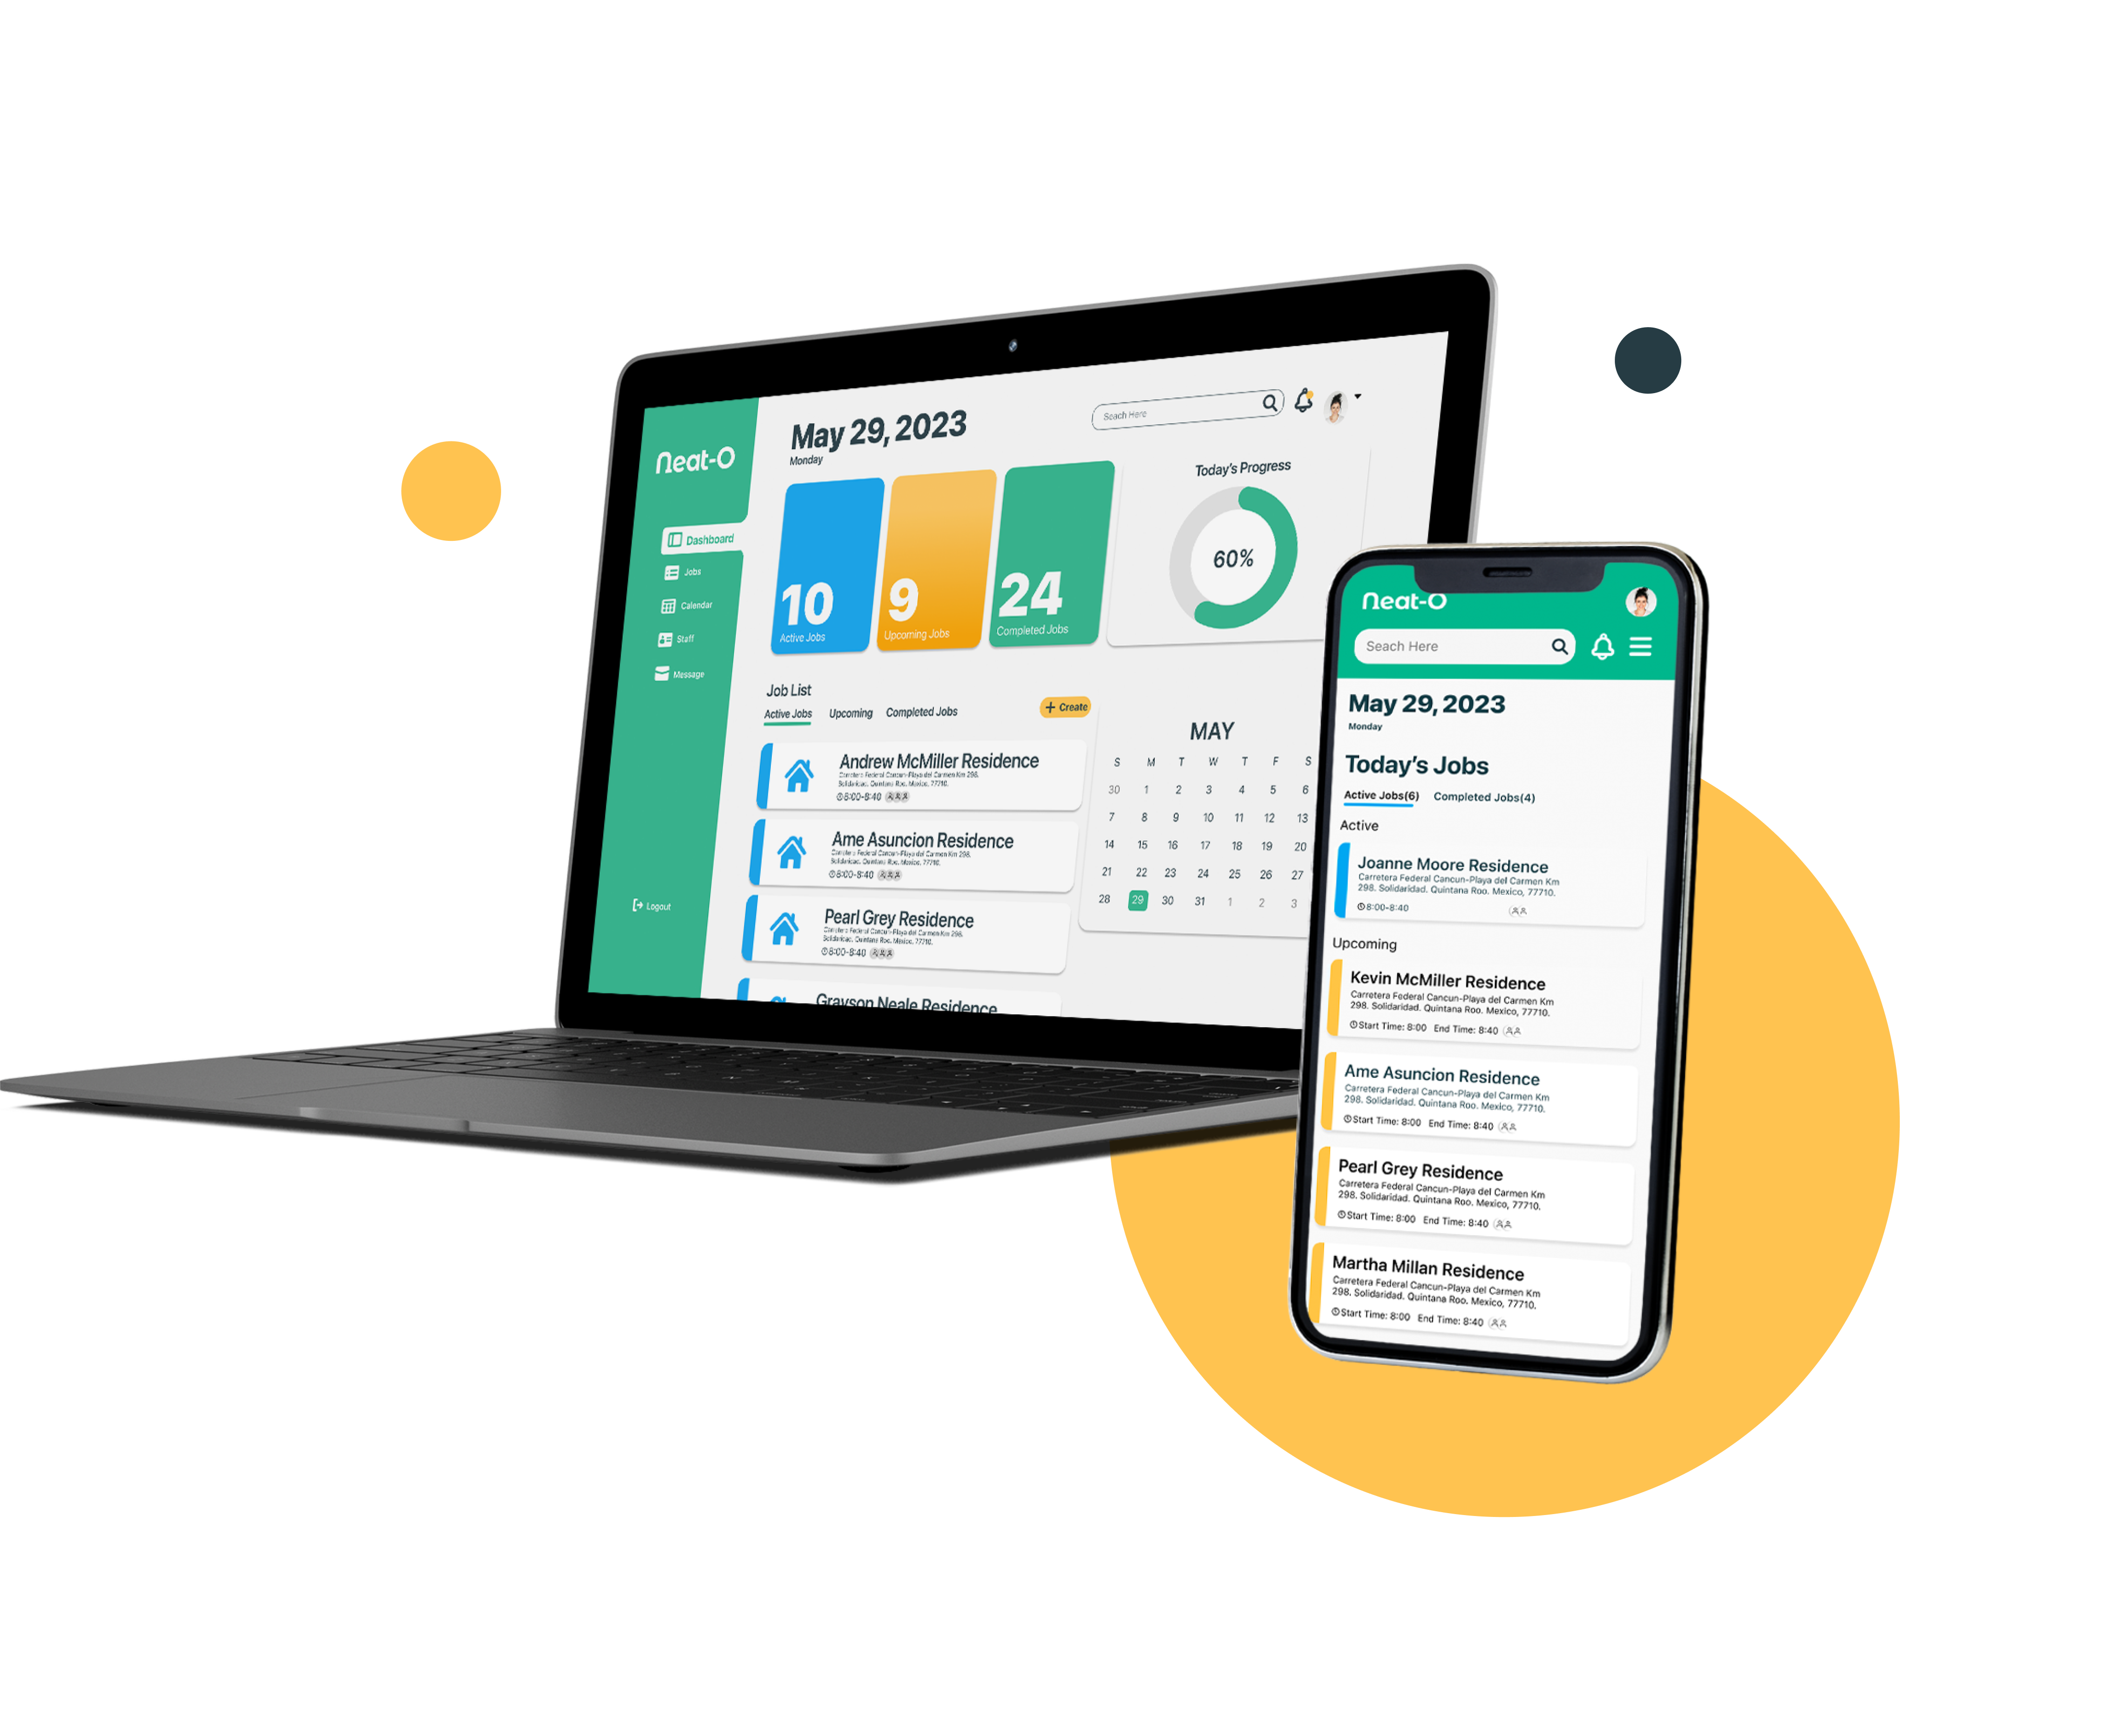 Neat-O
Dashboard
Jobs
Calendar
Staff
Message
Logout
May 29, 2023
Monday
Seach Here
10
Active Jobs
9
Upcoming Jobs
24
Completed Jobs
Today's Progress
60%
Job List
Active Jobs Upcoming Completed Jobs
+ Create
Andrew McMiller Residence
Carretera Federal Cancun-Playa del Carmen Km 298.
Solidaridad. Quintana Roo. Mexico, 77710.
8:00-8:40
Ame Asuncion Residence
Carretera Federal Cancun-Playa del Carmen Km 298.
Solidaridad. Quintana Roo. Mexico, 77710.
8:00-8:40
Pearl Grey Residence
Carretera Federal Cancun-Playa del Carmen Km 298.
Solidaridad. Quintana Roo. Mexico, 77710.
8:00-8:40
Grayson Neale Residence
MAY
S M T W T F S
30 1 2 3 4 5 6
7 8 9 10 11 12 13
14 15 16 17 18 19 20
21 22 23 24 25 26 27
28 29 30 31 1 2 3
Neat-O
Seach Here
May 29, 2023
Monday
Today's Jobs
Active Jobs(6) Completed Jobs(4)
Active
Joanne Moore Residence
Carretera Federal Cancun-Playa del Carmen Km
298. Solidaridad. Quintana Roo. Mexico, 77710.
8:00-8:40
Upcoming
Kevin McMiller Residence
Carretera Federal Cancun-Playa del Carmen Km
298. Solidaridad. Quintana Roo. Mexico, 77710.
Start Time: 8:00 End Time: 8:40
Ame Asuncion Residence
Carretera Federal Cancun-Playa del Carmen Km
298. Solidaridad. Quintana Roo. Mexico, 77710.
Start Time: 8:00 End Time: 8:40
Pearl Grey Residence
Carretera Federal Cancun-Playa del Carmen Km
298. Solidaridad. Quintana Roo. Mexico, 77710.
Start Time: 8:00 End Time: 8:40
Martha Millan Residence
Carretera Federal Cancun-Playa del Carmen Km
298. Solidaridad. Quintana Roo. Mexico, 77710.
Start Time: 8:00 End Time: 8:40